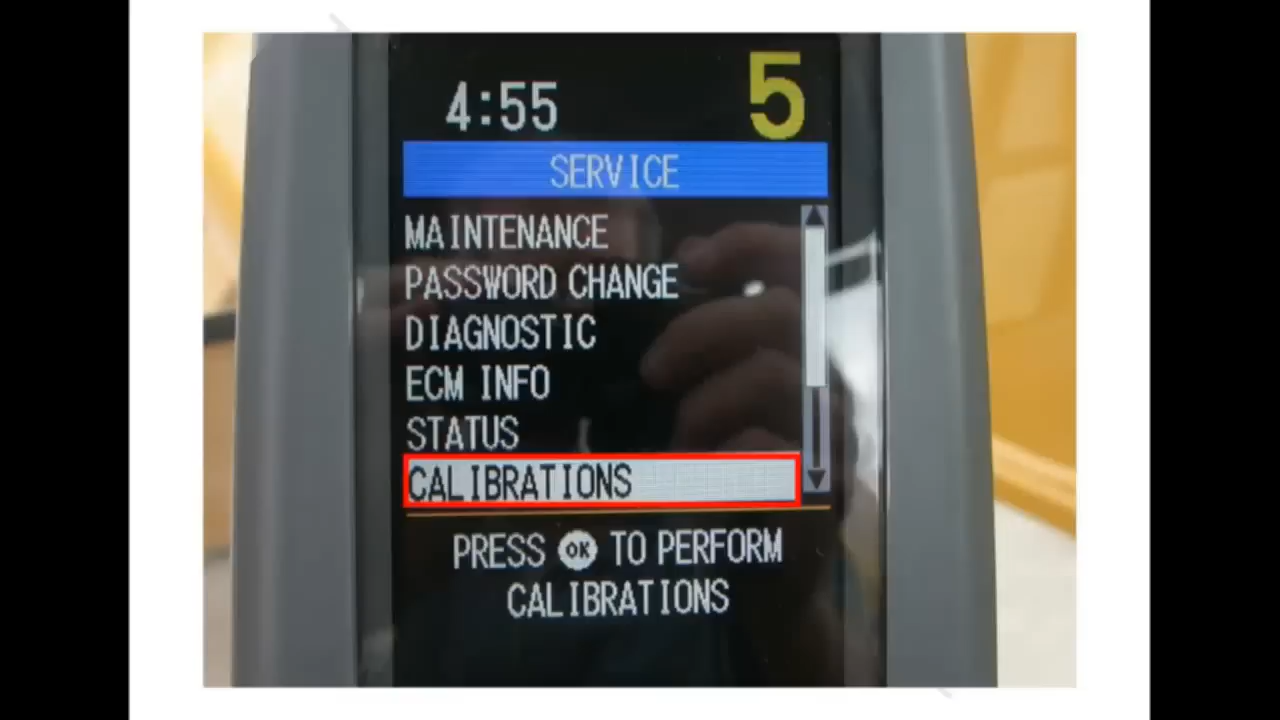 4:55 5
SERVICE
MAINTENANCE
PASSWORD CHANGE
DIAGNOSTIC
ECM INFO
STATUS
CALIBRATIONS
PRESS OK TO PERFORM
CALIBRATIONS